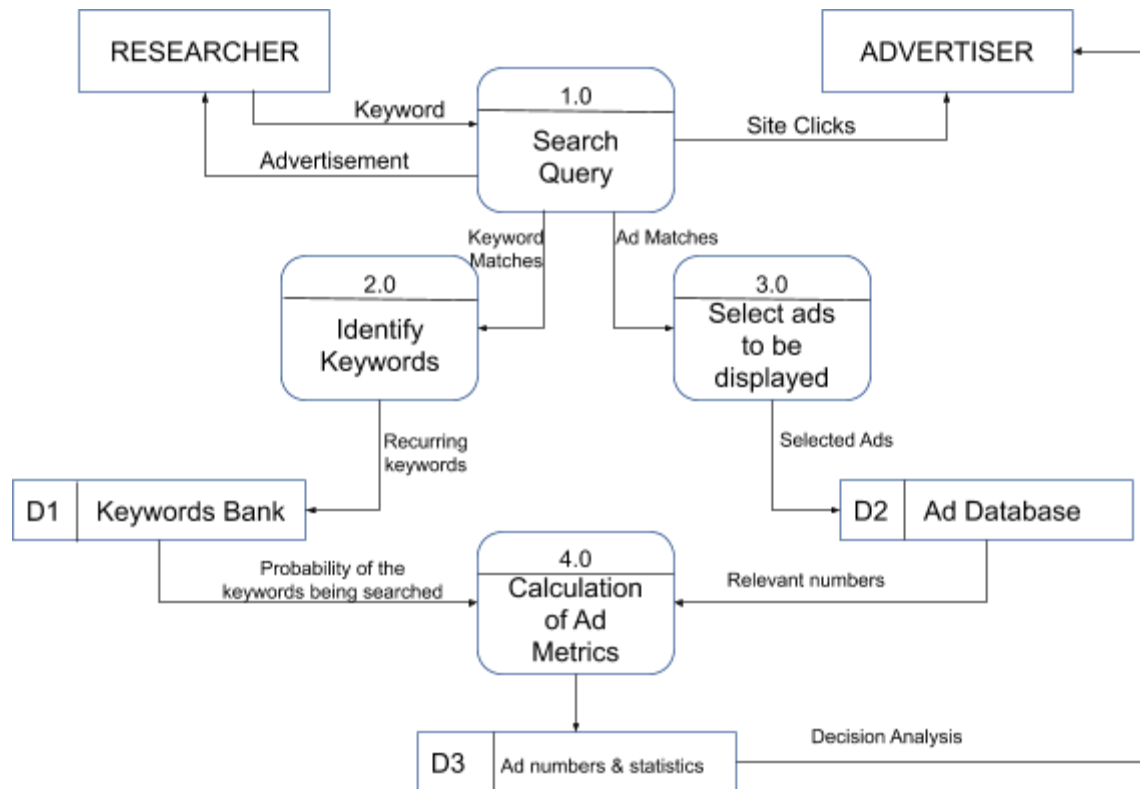 RESEARCHER
ADVERTISER
Keyword
Advertisement
1.0
Search
Query
Site Clicks
Keyword
Matches
Ad Matches
2.0
Identify
Keywords
3.0
Select ads
to be
displayed
Recurring
keywords
Selected Ads
D1 Keywords Bank
D2 Ad Database
Probability of the
keywords being searched
4.0
Calculation
of Ad
Metrics
Relevant numbers
D3 Ad numbers & statistics
Decision Analysis